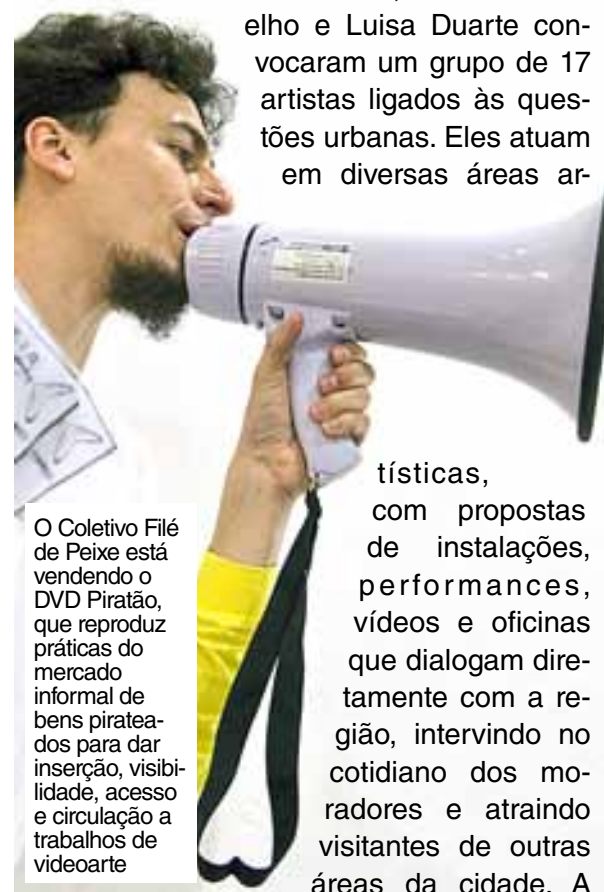 elho e Luisa Duarte con-
vocaram um grupo de 17
artistas ligados às ques-
tões urbanas. Eles atuam
em diversas áreas ar-
tísticas,
com propostas
de instalações,
performances,
vídeos e oficinas
que dialogam dire-
tamente com a re-
gião, intervindo no
cotidiano dos mo-
radores e atraindo
visitantes de outras
áreas da cidade. A
O Coletivo Filé
de Peixe está
vendendo o
DVD Piratão,
que reproduz
práticas do
mercado
informal de
bens piratea-
dos para dar
inserção, visibi-
lidade, acesso
e circulação a
trabalhos de
videoarte